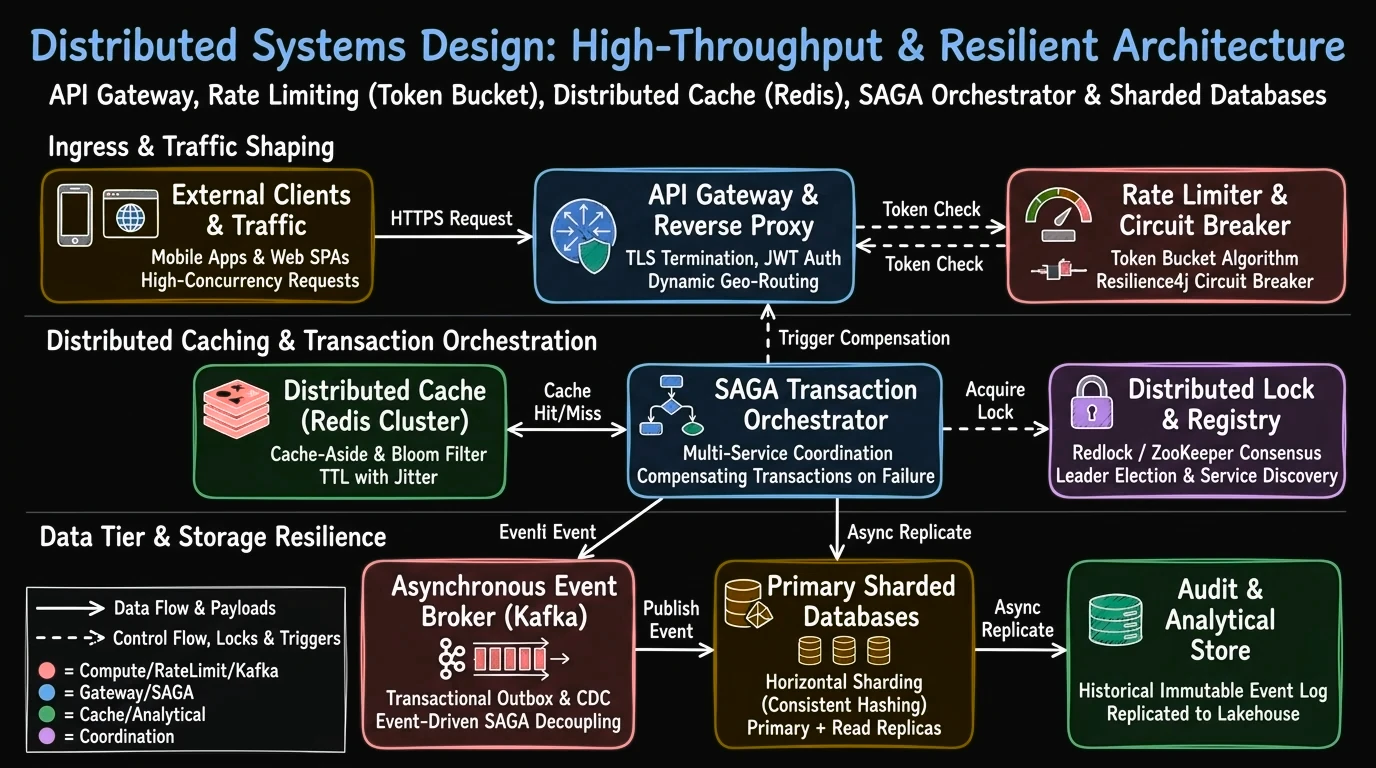 Distributed Systems Design: High-Throughput & Resilient Architecture
API Gateway, Rate Limiting (Token Bucket), Distributed Cache (Redis), SAGA Orchestrator & Sharded Databases
Ingress & Traffic Shaping
External Clients
& Traffic
Mobile Apps & Web SPAs
High-Concurrency Requests
HTTPS Request
API Gateway &
Reverse Proxy
TLS Termination, JWT Auth
Dynamic Geo-Routing
Token Check
Token Check
Rate Limiter &
Circuit Breaker
Token Bucket Algorithm
Resilience4j Circuit Breaker
Trigger Compensation
Distributed Caching & Transaction Orchestration
Distributed Cache
(Redis Cluster)
Cache-Aside & Bloom Filter
TTL with Jitter
Cache
Hit/Miss
SAGA Transaction
Orchestrator
Multi-Service Coordination
Compensating Transactions on Failure
Acquire
Lock
Distributed Lock
& Registry
Redlock / ZooKeeper Consensus
Leader Election & Service Discovery
Data Tier & Storage Resilience
Event
Async Replicate
Data Flow & Payloads
Control Flow, Locks & Triggers
= Compute/RateLimit/Kafka
= Gateway/SAGA
= Cache/Analytical
= Coordination
Asynchronous Event
Broker (Kafka)
Transactional Outbox & CDC
Event-Driven SAGA Decoupling
Publish
Event
Primary Sharded
Databases
Horizontal Sharding
(Consistent Hashing)
Primary + Read Replicas
Async
Replicate
Audit &
Analytical
Store
Historical Immutable Event Log
Replicated to Lakehouse